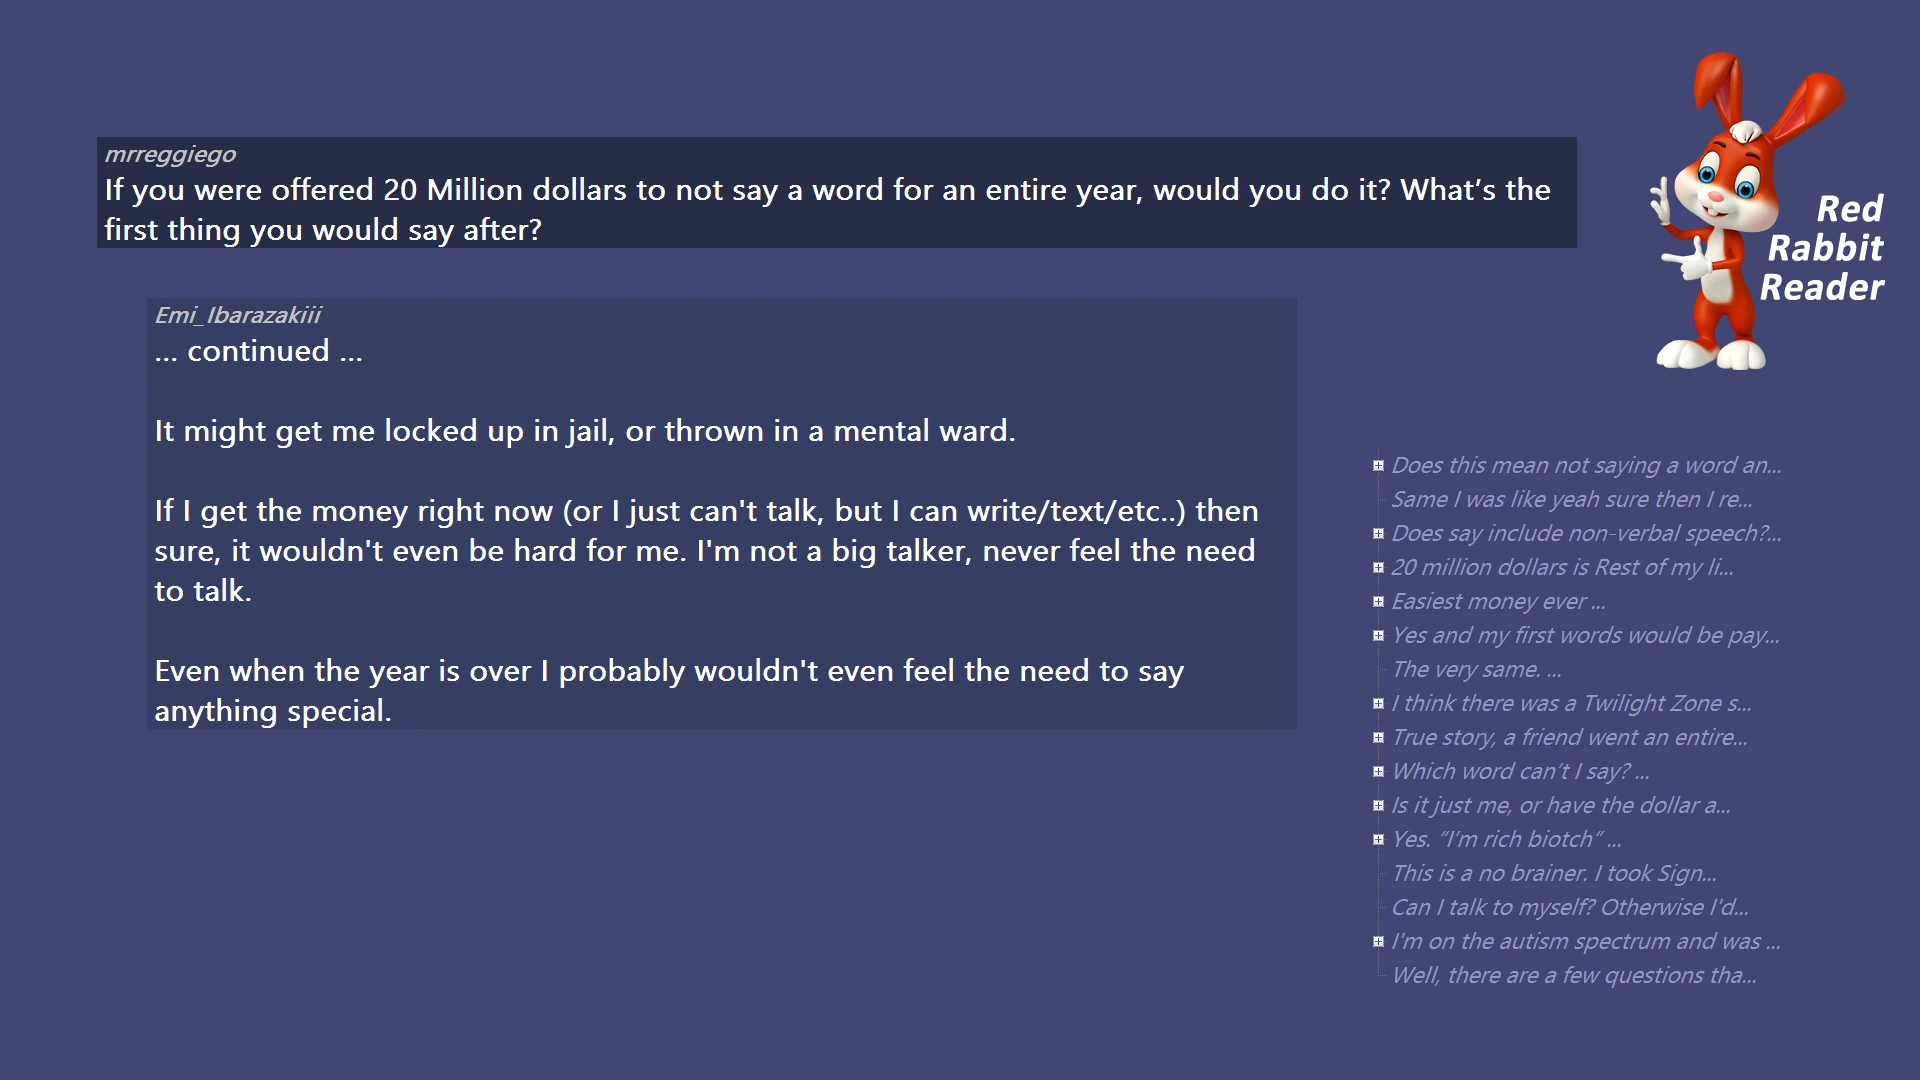 mrreggiego
If you were offered 20 Million dollars to not say a word for an entire year, would you do it? What’s the
first thing you would say after?
Emi_Ibarazakiii
... continued ...
It might get me locked up in jail, or thrown in a mental ward.
If I get the money right now (or I just can't talk, but I can write/text/etc..) then
sure, it wouldn't even be hard for me. I'm not a big talker, never feel the need
to talk.
Even when the year is over I probably wouldn't even feel the need to say
anything special.
Red
Rabbit
Reader
Does this mean not saying a word an...
Same I was like yeah sure then I re...
Does say include non-verbal speech?...
20 million dollars is Rest of my li...
Easiest money ever ...
Yes and my first words would be pay...
The very same. ...
I think there was a Twilight Zone s...
True story, a friend went an entire...
Which word can’t I say? ...
Is it just me, or have the dollar a...
Yes. “I’m rich biotch” ...
This is a no brainer. I took Sign...
Can I talk to myself? Otherwise I'd...
I'm on the autism spectrum and was ...
Well, there are a few questions tha...